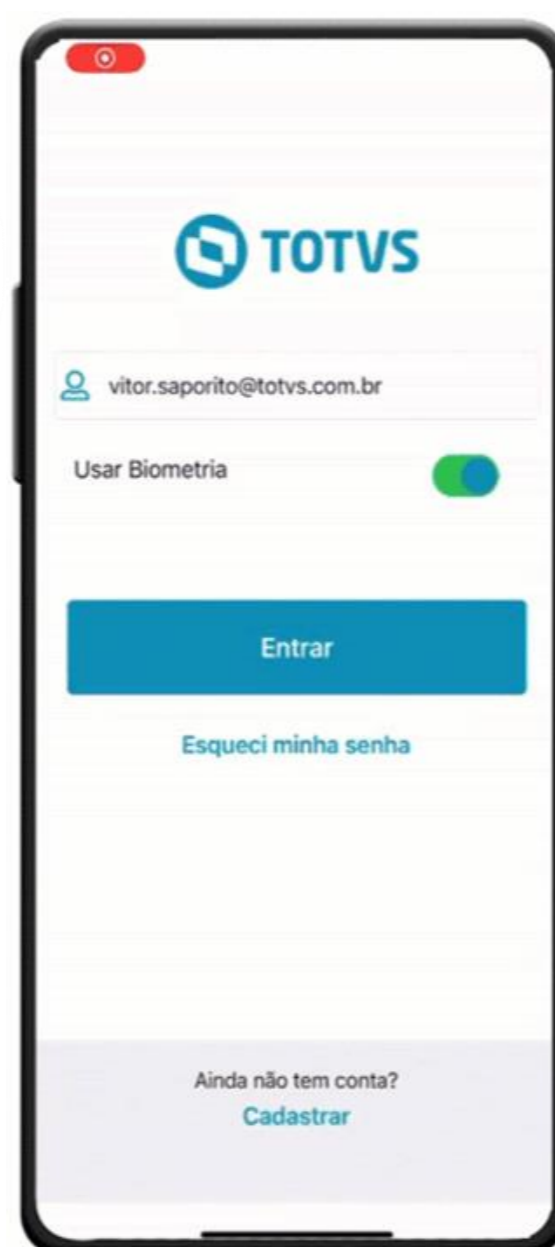 TOTVS
vitor.saporito@totvs.com.br
Usar Biometria
Entrar
Esqueci minha senha
Ainda não tem conta?
Cadastrar